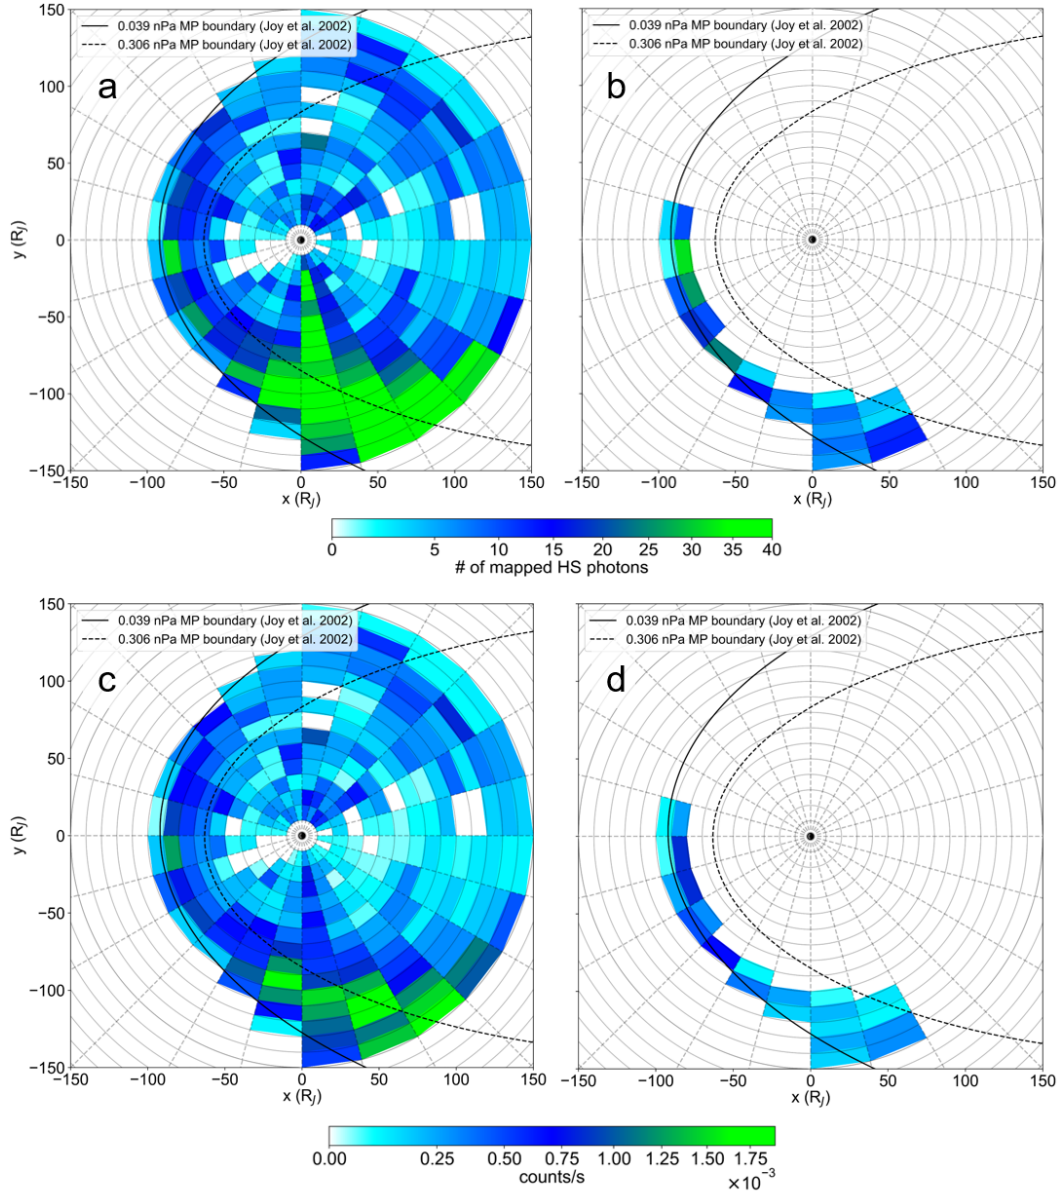 150
100
50
0
−50
−100
−150
y (R_J)
0.039 nPa MP boundary (Joy et al. 2002)
0.306 nPa MP boundary (Joy et al. 2002)
a
−150 −100 −50 0 50 100 150
x (R_J)
0.039 nPa MP boundary (Joy et al. 2002)
0.306 nPa MP boundary (Joy et al. 2002)
b
−150 −100 −50 0 50 100 150
x (R_J)
0 5 10 15 20 25 30 35 40
# of mapped HS photons
150
100
50
0
−50
−100
−150
y (R_J)
0.039 nPa MP boundary (Joy et al. 2002)
0.306 nPa MP boundary (Joy et al. 2002)
c
−150 −100 −50 0 50 100 150
x (R_J)
0.039 nPa MP boundary (Joy et al. 2002)
0.306 nPa MP boundary (Joy et al. 2002)
d
−150 −100 −50 0 50 100 150
x (R_J)
0.00 0.25 0.50 0.75 1.00 1.25 1.50 1.75
counts/s
×10⁻³